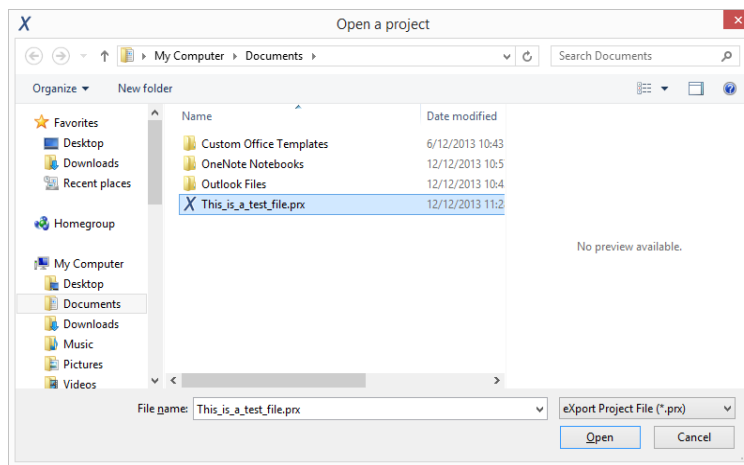 X Open a project x
My Computer Documents Search Documents
Organize New folder ?
Favorites
Desktop
Downloads
Recent places
Homegroup
My Computer
Desktop
Documents
Downloads
Music
Pictures
Videos
Name Date modified
Custom Office Templates 6/12/2013 10:43
OneNote Notebooks 12/12/2013 10:5
Outlook Files 12/12/2013 10:4
X This_is_a_test_file.prx 12/12/2013 11:2
No preview available.
File name: This_is_a_test_file.prx eXport Project File (*.prx)
Open Cancel